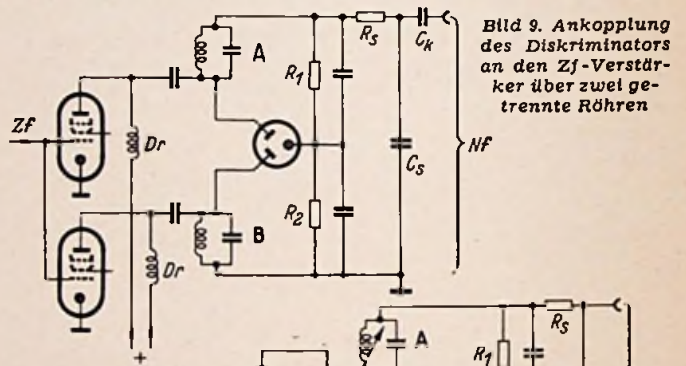 Bild 9. Ankopplung
des Diskriminators
an den Zf-Verstär-
ker über zwei ge-
trennte Röhren
A
R1
Rs
Ck
Zf
Dr
Nf
Cs
B
R2
Dr
+
A
R1
Rs